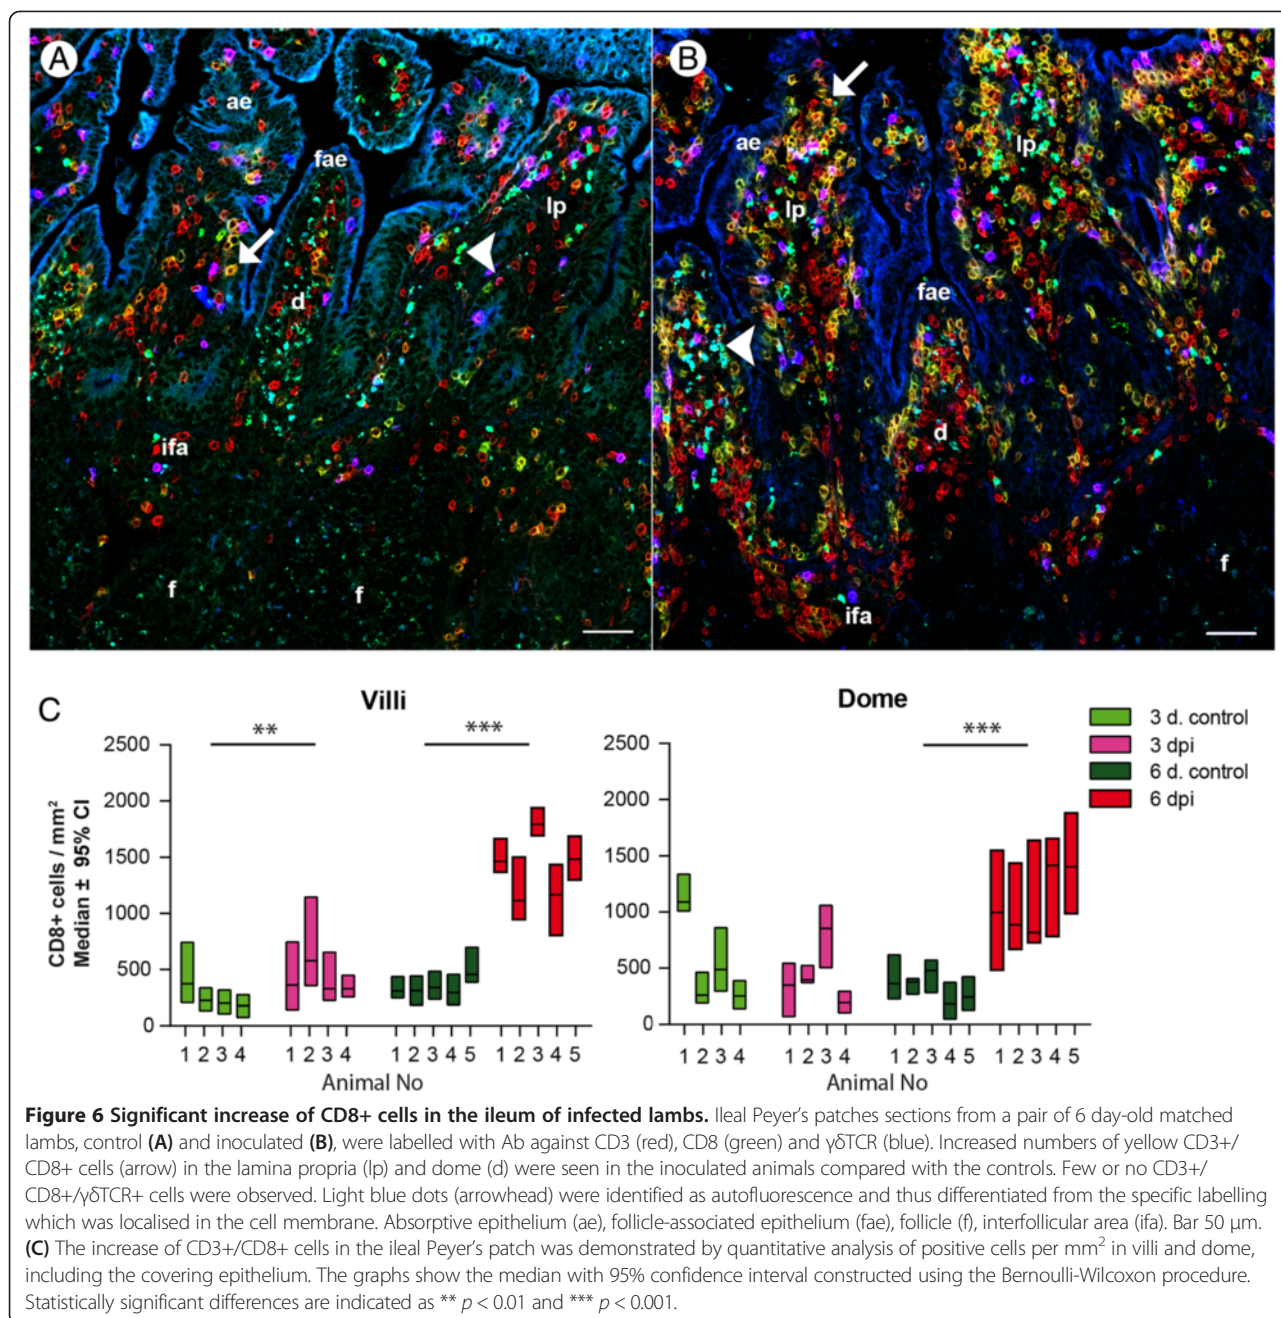 A
ae
fae
lp
d
ifa
f
f
B
ae
lp
lp
fae
d
ifa
f
C
Villi
Dome
** ***
***
3 d. control
3 dpi
6 d. control
6 dpi
CD8+ cells / mm²
Median ± 95% CI
2500
2000
1500
1000
500
0
2500
2000
1500
1000
500
0
1 2 3 4 1 2 3 4 1 2 3 4 5 1 2 3 4 5
1 2 3 4 1 2 3 4 1 2 3 4 5 1 2 3 4 5
Animal No
Animal No
Figure 6 Significant increase of CD8+ cells in the ileum of infected lambs. Ileal Peyer's patches sections from a pair of 6 day-old matched
lambs, control (A) and inoculated (B), were labelled with Ab against CD3 (red), CD8 (green) and γδTCR (blue). Increased numbers of yellow CD3+/
CD8+ cells (arrow) in the lamina propria (lp) and dome (d) were seen in the inoculated animals compared with the controls. Few or no CD3+/
CD8+/γδTCR+ cells were observed. Light blue dots (arrowhead) were identified as autofluorescence and thus differentiated from the specific labelling
which was localised in the cell membrane. Absorptive epithelium (ae), follicle-associated epithelium (fae), follicle (f), interfollicular area (ifa). Bar 50 μm.
(C) The increase of CD3+/CD8+ cells in the ileal Peyer's patch was demonstrated by quantitative analysis of positive cells per mm² in villi and dome,
including the covering epithelium. The graphs show the median with 95% confidence interval constructed using the Bernoulli-Wilcoxon procedure.
Statistically significant differences are indicated as ** p < 0.01 and *** p < 0.001.